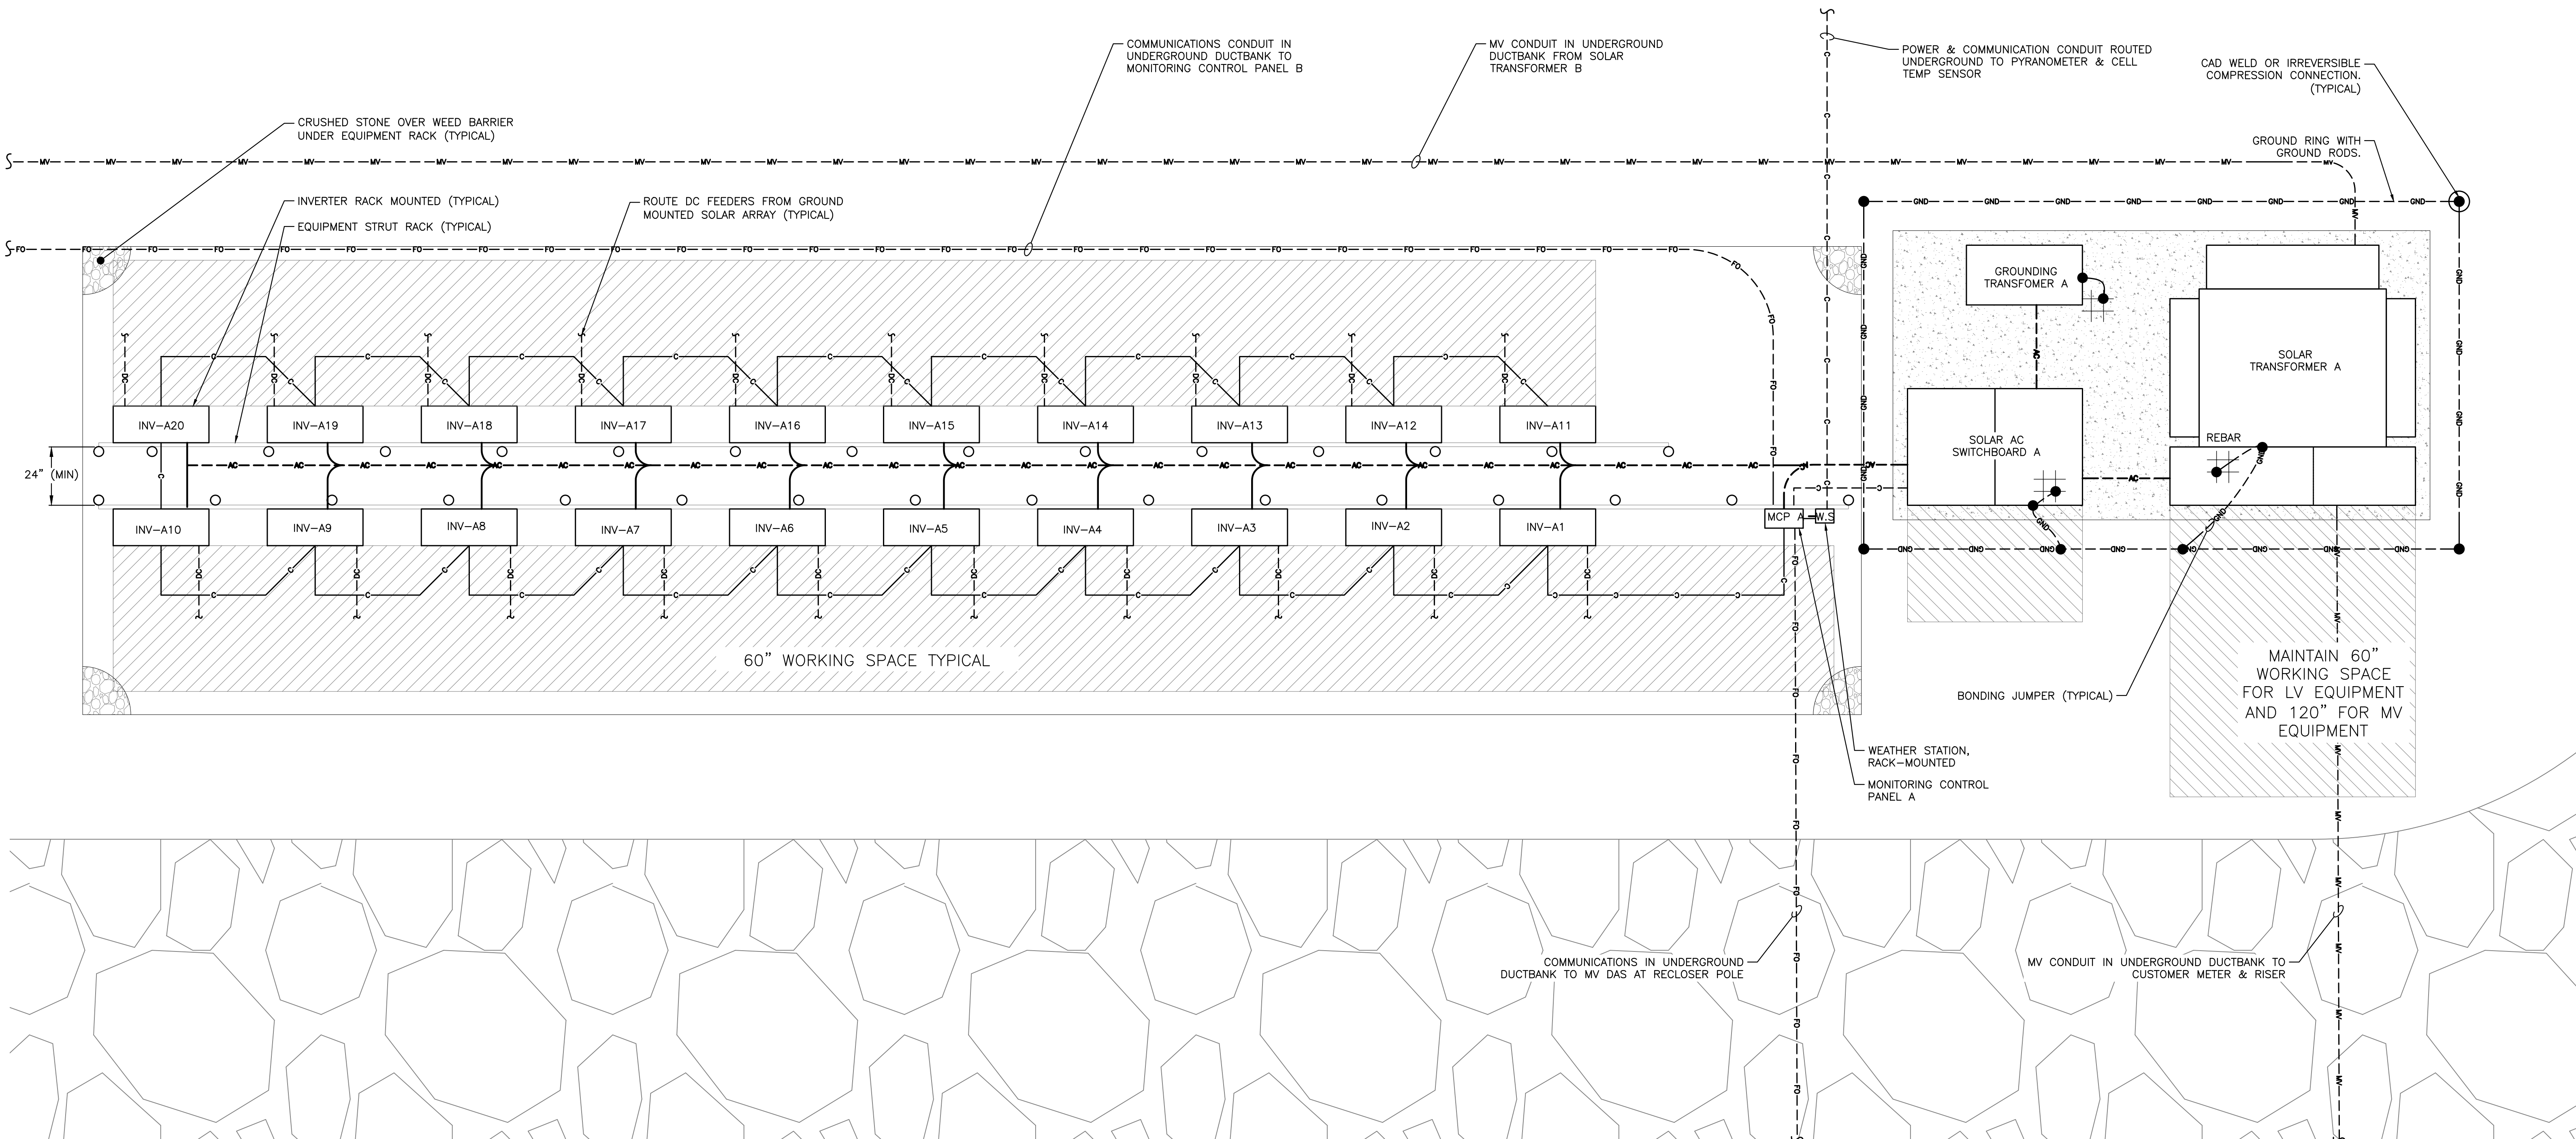 COMMUNICATIONS CONDUIT IN
UNDERGROUND DUCTBANK TO
MONITORING CONTROL PANEL B
MV CONDUIT IN UNDERGROUND
DUCTBANK FROM SOLAR
TRANSFORMER B
POWER & COMMUNICATION CONDUIT ROUTED
UNDERGROUND TO PYRANOMETER & CELL
TEMP SENSOR
CAD WELD OR IRREVERSIBLE
COMPRESSION CONNECTION.
(TYPICAL)
CRUSHED STONE OVER WEED BARRIER
UNDER EQUIPMENT RACK (TYPICAL)
GROUND RING WITH
GROUND RODS.
INVERTER RACK MOUNTED (TYPICAL)
EQUIPMENT STRUT RACK (TYPICAL)
ROUTE DC FEEDERS FROM GROUND
MOUNTED SOLAR ARRAY (TYPICAL)
MV
FO
GND
C
DC
AC
INV-A20
INV-A19
INV-A18
INV-A17
INV-A16
INV-A15
INV-A14
INV-A13
INV-A12
INV-A11
24" (MIN)
INV-A10
INV-A9
INV-A8
INV-A7
INV-A6
INV-A5
INV-A4
INV-A3
INV-A2
INV-A1
MCP A
W.S
GROUNDING
TRANSFOMER A
SOLAR
TRANSFORMER A
SOLAR AC
SWITCHBOARD A
REBAR
60" WORKING SPACE TYPICAL
MAINTAIN 60"
WORKING SPACE
FOR LV EQUIPMENT
AND 120" FOR MV
EQUIPMENT
BONDING JUMPER (TYPICAL)
WEATHER STATION,
RACK-MOUNTED
MONITORING CONTROL
PANEL A
COMMUNICATIONS IN UNDERGROUND
DUCTBANK TO MV DAS AT RECLOSER POLE
MV CONDUIT IN UNDERGROUND DUCTBANK TO
CUSTOMER METER & RISER